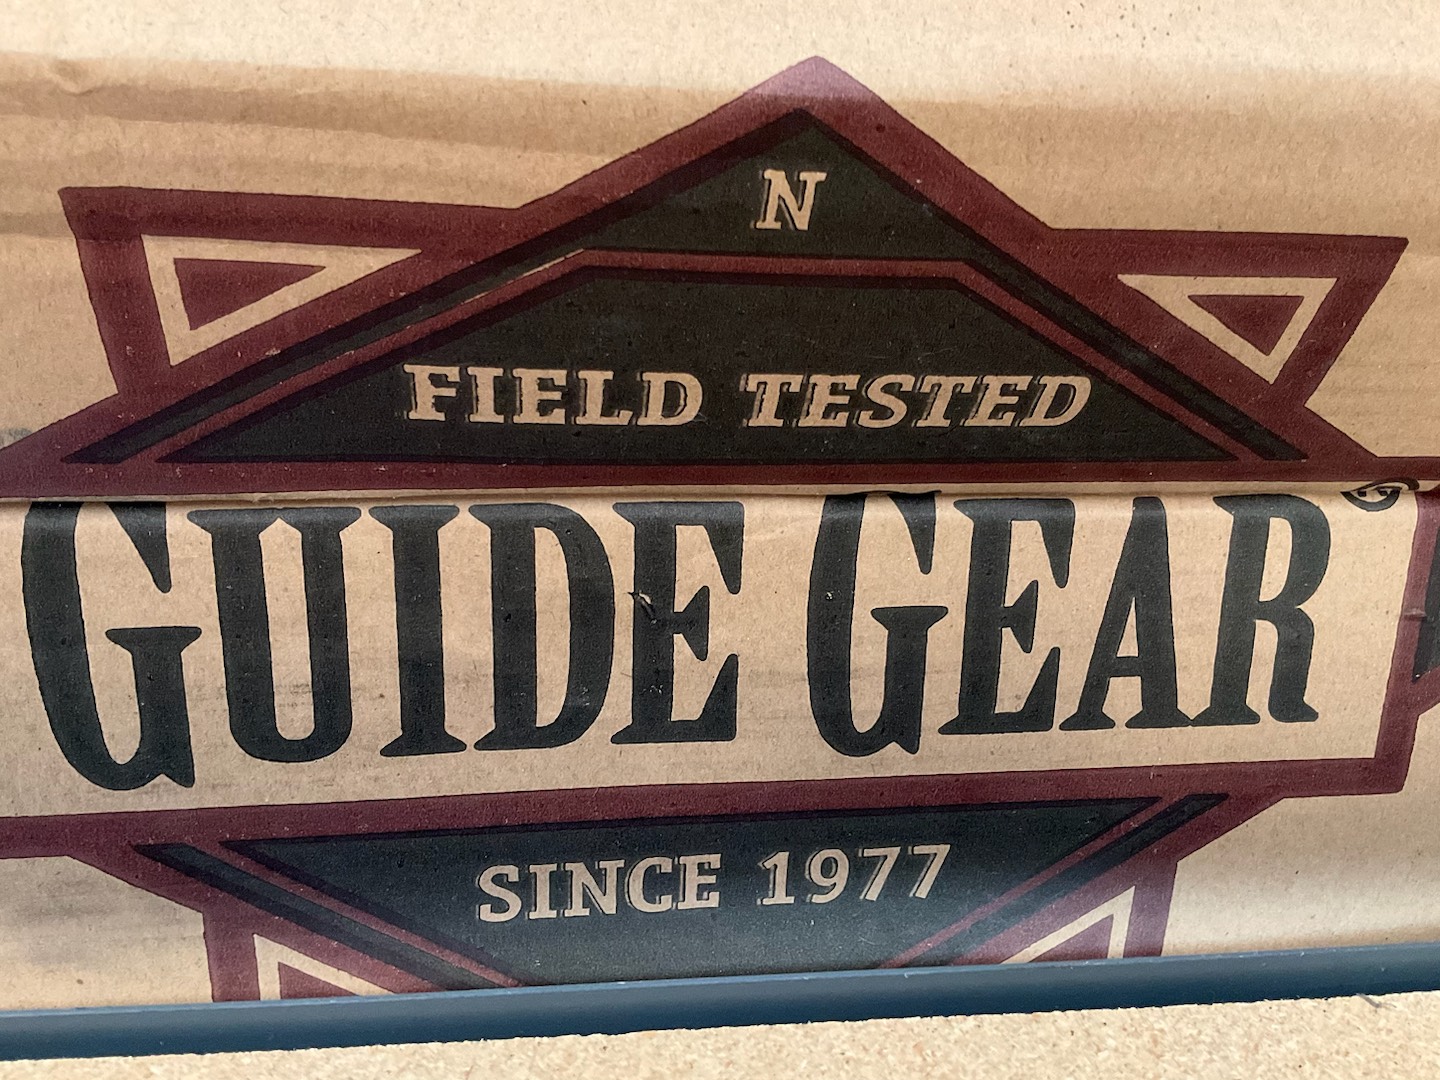 N
FIELD TESTED
GUIDE GEAR®
SINCE 1977